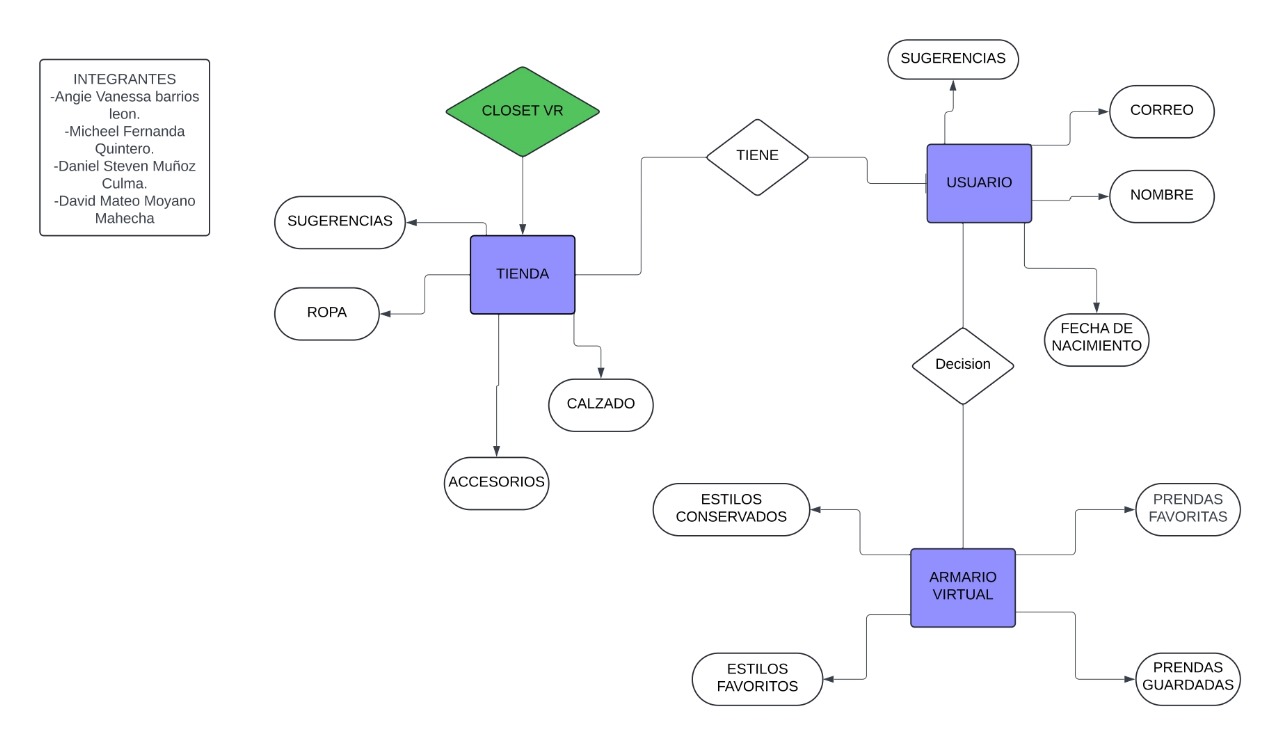 INTEGRANTES
-Angie Vanessa barrios
leon.
-Micheel Fernanda
Quintero.
-Daniel Steven Muñoz
Culma.
-David Mateo Moyano
Mahecha
CLOSET VR
SUGERENCIAS
CORREO
TIENE
USUARIO
NOMBRE
SUGERENCIAS
TIENDA
ROPA
FECHA DE
NACIMIENTO
Decision
CALZADO
ACCESORIOS
ESTILOS
CONSERVADOS
PRENDAS
FAVORITAS
ARMARIO
VIRTUAL
ESTILOS
FAVORITOS
PRENDAS
GUARDADAS